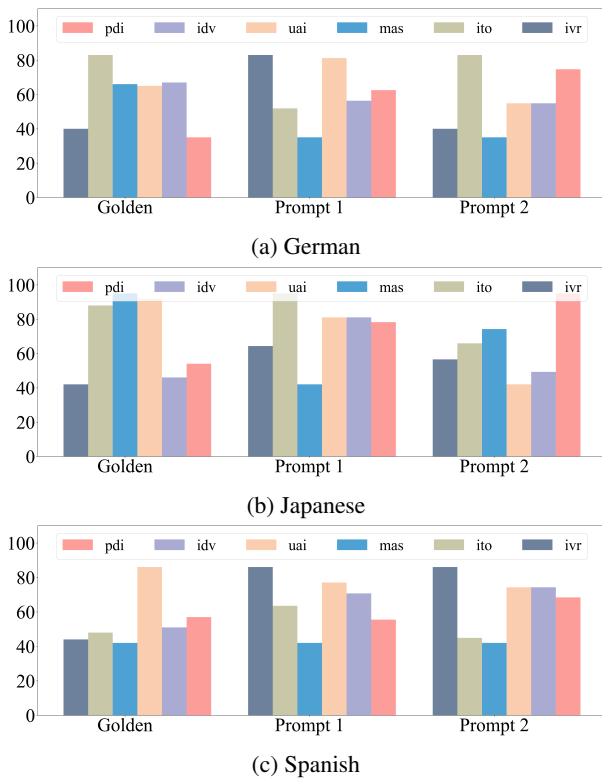 100
pdi idv uai mas ito ivr
80
60
40
20
0
Golden Prompt 1 Prompt 2
(a) German
100
pdi idv uai mas ito ivr
80
60
40
20
0
Golden Prompt 1 Prompt 2
(b) Japanese
100
pdi idv uai mas ito ivr
80
60
40
20
0
Golden Prompt 1 Prompt 2
(c) Spanish